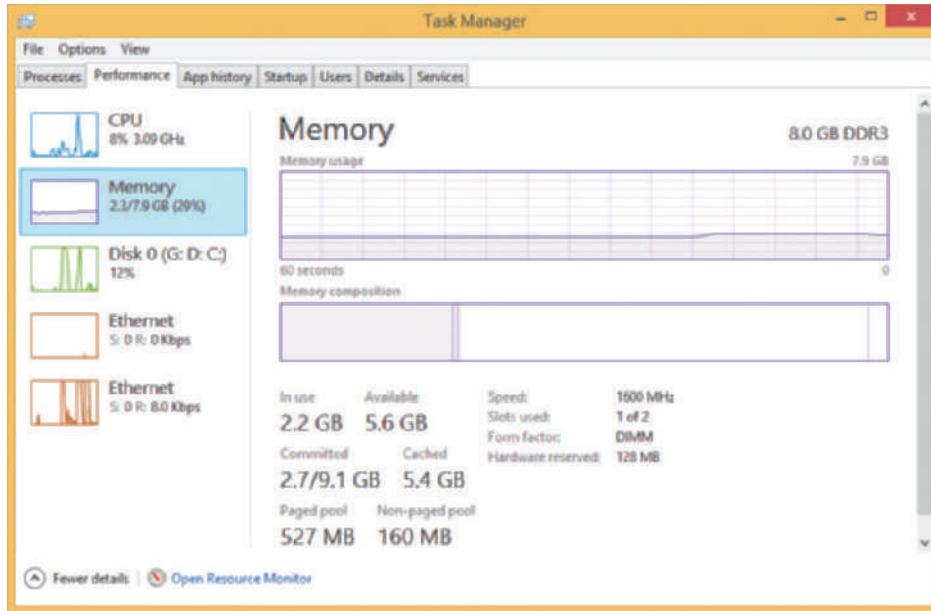 Task Manager
File Options View
Processes Performance App history Startup Users Details Services
CPU
8% 3.09 GHz
Memory
2.3/7.9 GB (29%)
Disk 0 (G: D: C:)
12%
Ethernet
S: 0 R: 0 Kbps
Ethernet
S: 0 R: 8.0 Kbps
Memory 8.0 GB DDR3
Memory usage 7.9 GB
60 seconds 0
Memory composition
In use Available
2.2 GB 5.6 GB
Committed Cached
2.7/9.1 GB 5.4 GB
Paged pool Non-paged pool
527 MB 160 MB
Speed: 1600 MHz
Slots used: 1 of 2
Form factor: DIMM
Hardware reserved: 128 MB
Fewer details Open Resource Monitor